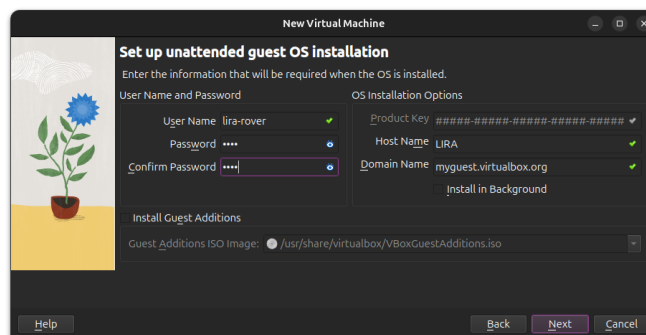 New Virtual Machine
Set up unattended guest OS installation
Enter the information that will be required when the OS is installed.
User Name and Password
User Name lira-rover
Password ••••
Confirm Password ••••
OS Installation Options
Product Key #####-#####-#####-#####-#####
Host Name LIRA
Domain Name myguest.virtualbox.org
Install in Background
Install Guest Additions
Guest Additions ISO Image: /usr/share/virtualbox/VBoxGuestAdditions.iso
Help Back Next Cancel